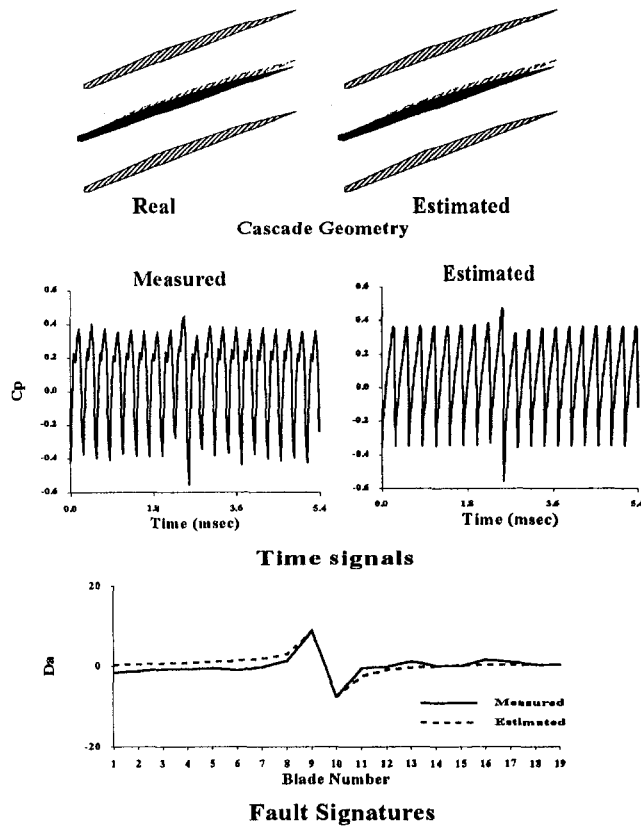 Real Estimated
Cascade Geometry
Measured Estimated
0.6 0.6
0.4 0.4
0.2 0.2
Cp 0.0 0.0
-0.2 -0.2
-0.4 -0.4
-0.6 -0.6
0.0 1.8 3.6 5.4 0.0 1.8 3.6 5.4
Time (msec) Time (msec)
Time signals
20
Da 0
Measured
Estimated
-20
1 2 3 4 5 6 7 8 9 10 11 12 13 14 15 16 17 18 19
Blade Number
Fault Signatures